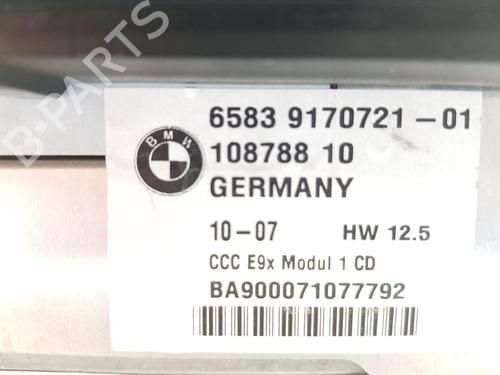 B-PARTS
BMW
6583 9170721-01
108788 10
GERMANY
10-07 HW 12.5
CCC E9x Modul 1 CD
BA900071077792